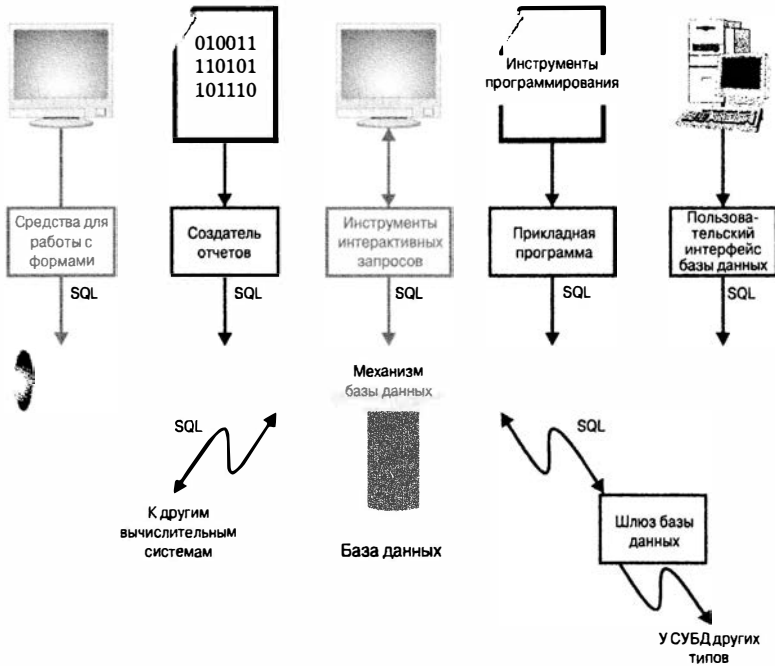 010011
110101
101110
Инструменты
программирования
Средства для
работы с
формами
Создатель
отчетов
Инструменты
интерактивных
запросов
Прикладная
программа
Пользова-
тельский
интерфейс
базы данных
SQL
SQL
SQL
SQL
SQL
Механизм
базы данных
SQL
SQL
К другим
вычислительным
системам
База данных
Шлюз базы
данных
У СУБД других
типов